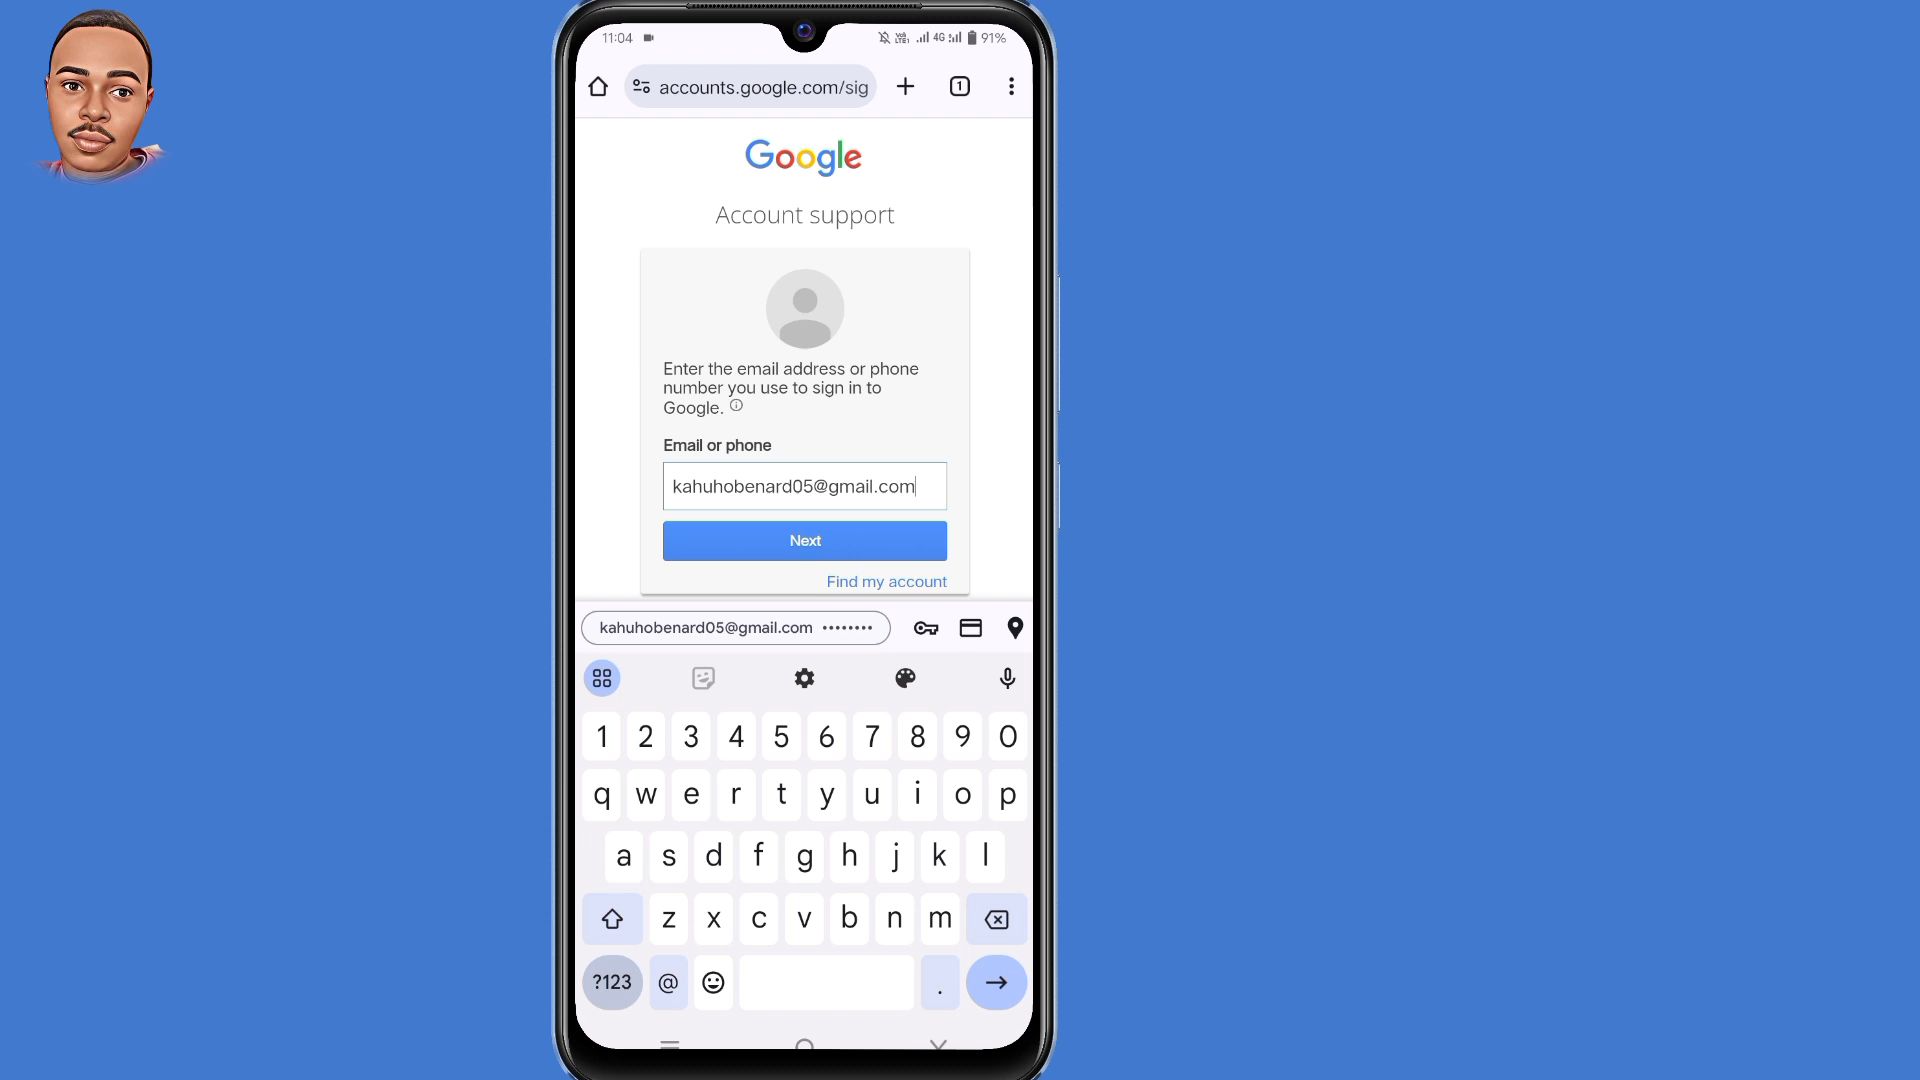 11:04
4G 91%
accounts.google.com/sig
1
Google
Account support
Enter the email address or phone
number you use to sign in to
Google.
Email or phone
kahuhobenard05@gmail.com
Next
Find my account
kahuhobenard05@gmail.com ••••••••
1 2 3 4 5 6 7 8 9 0
q w e r t y u i o p
a s d f g h j k l
z x c v b n m
?123 @ .